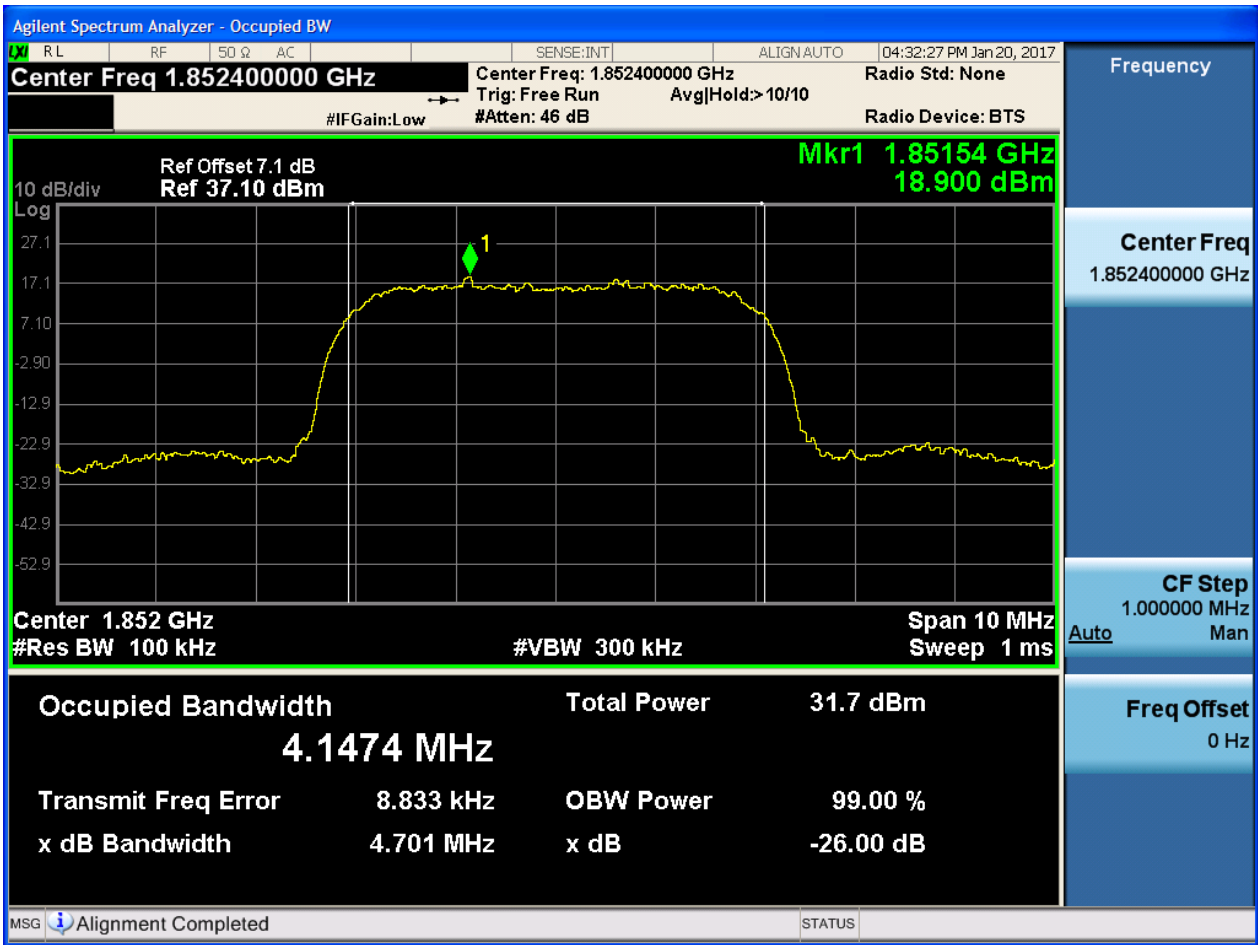 Agilent Spectrum Analyzer - Occupied BW
LXI RL RF 50 Ω AC SENSE:INT ALIGN AUTO 04:32:27 PM Jan 20, 2017
Center Freq 1.852400000 GHz
Center Freq: 1.852400000 GHz Radio Std: None
Trig: Free Run Avg|Hold:> 10/10
#IFGain:Low #Atten: 46 dB Radio Device: BTS
Frequency
Mkr1 1.85154 GHz
18.900 dBm
Ref Offset 7.1 dB
10 dB/div Ref 37.10 dBm
Log
27.1
17.1
7.10
-2.90
-12.9
-22.9
-32.9
-42.9
-52.9
1
Center 1.852 GHz Span 10 MHz
#Res BW 100 kHz #VBW 300 kHz Sweep 1 ms
Center Freq
1.852400000 GHz
CF Step
1.000000 MHz
Auto Man
Freq Offset
0 Hz
Occupied Bandwidth Total Power 31.7 dBm
4.1474 MHz
Transmit Freq Error 8.833 kHz OBW Power 99.00 %
x dB Bandwidth 4.701 MHz x dB -26.00 dB
MSG Alignment Completed STATUS